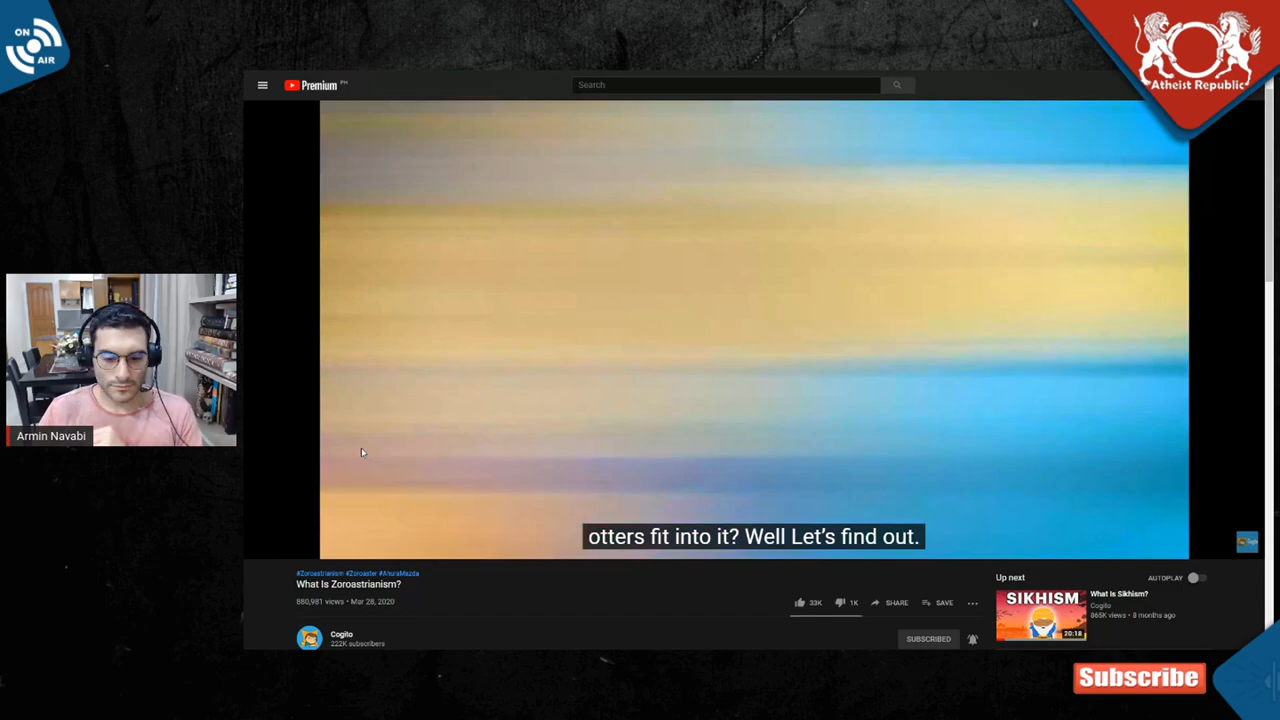 ON
AIR
Atheist Republic
Premium PH
Search
Armin Navabi
otters fit into it? Well Let's find out.
#Zoroastrianism #Zoroaster #AhuraMazda
What Is Zoroastrianism?
880,981 views • Mar 28, 2020
33K
1K
SHARE
SAVE
Cogito
222K subscribers
SUBSCRIBED
Up next
AUTOPLAY
SIKHISM
20:18
What Is Sikhism?
Cogito
865K views • 8 months ago
Subscribe